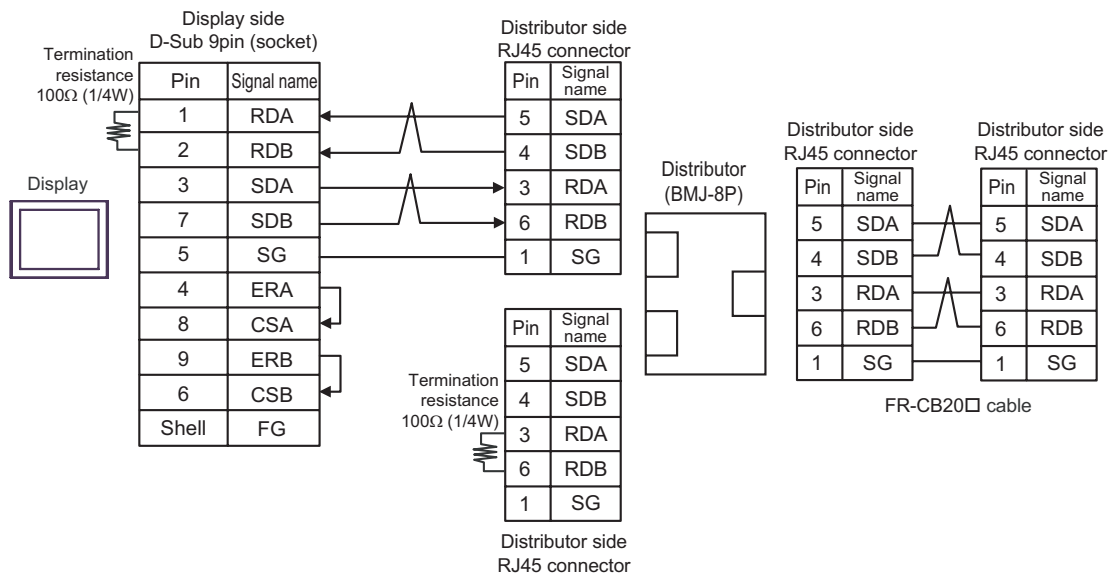 Display side
D-Sub 9pin (socket)
Termination
resistance
100Ω (1/4W)
Pin Signal name
1 RDA
2 RDB
3 SDA
7 SDB
5 SG
4 ERA
8 CSA
9 ERB
6 CSB
Shell FG
Display
Distributor side
RJ45 connector
Pin Signal
name
5 SDA
4 SDB
3 RDA
6 RDB
1 SG
Termination
resistance
100Ω (1/4W)
Pin Signal
name
5 SDA
4 SDB
3 RDA
6 RDB
1 SG
Distributor side
RJ45 connector
Distributor
(BMJ-8P)
Distributor side
RJ45 connector
Pin Signal
name
5 SDA
4 SDB
3 RDA
6 RDB
1 SG
Distributor side
RJ45 connector
Pin Signal
name
5 SDA
4 SDB
3 RDA
6 RDB
1 SG
FR-CB20□ cable